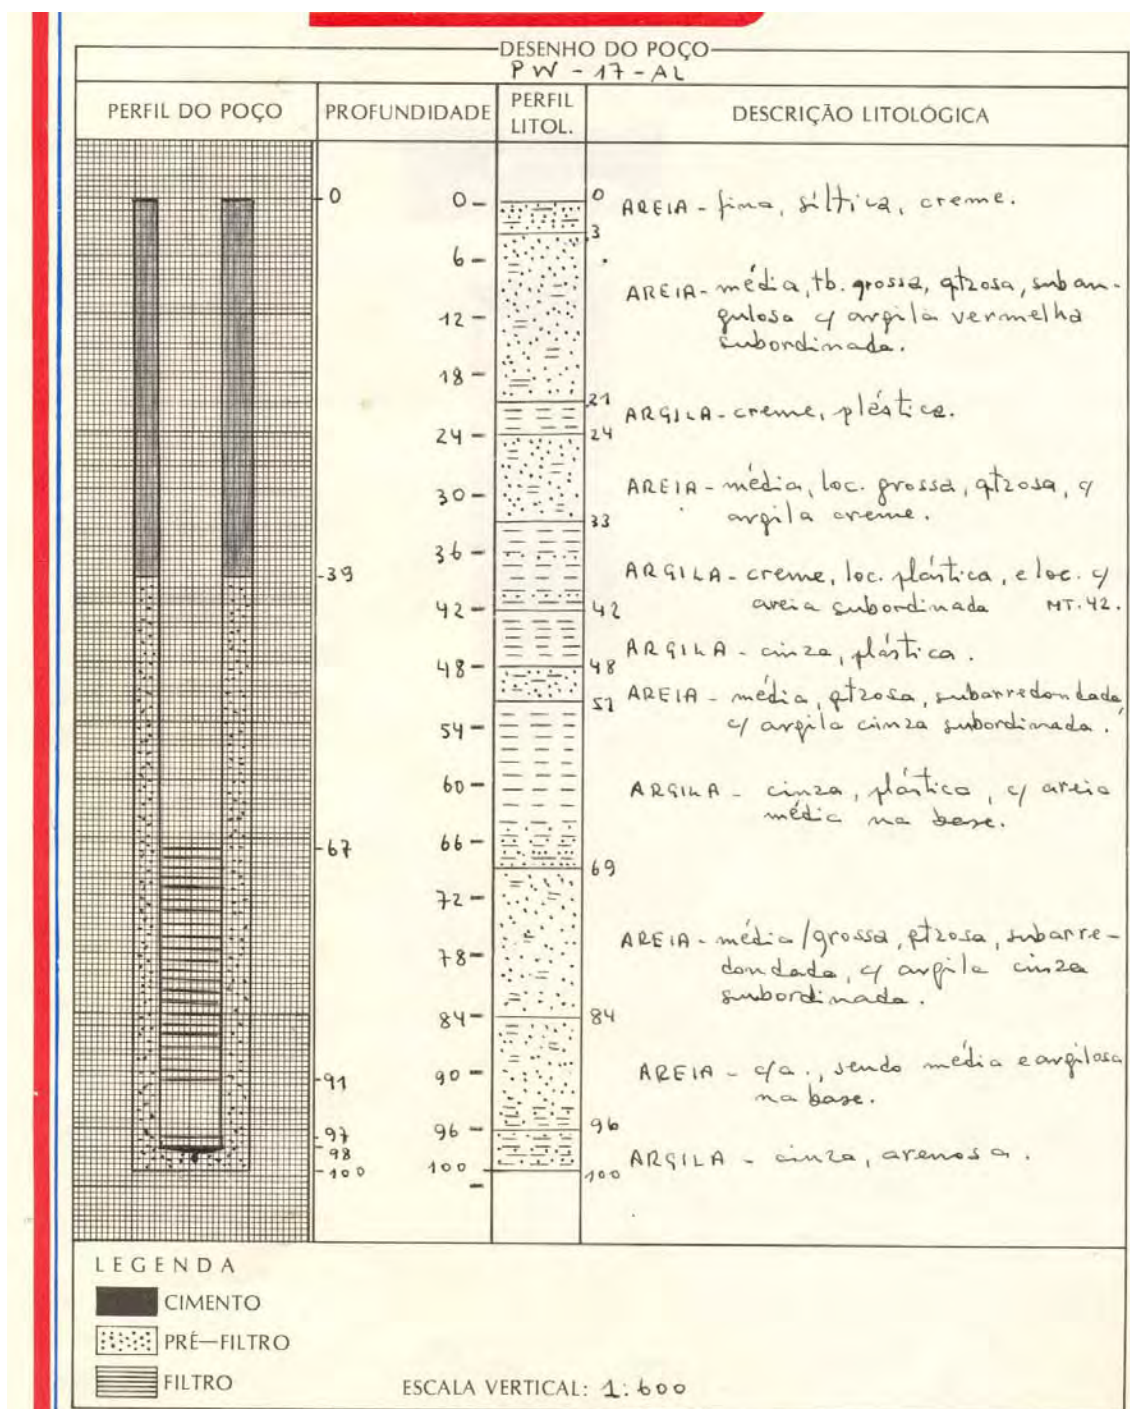 DESENHO DO POÇO
PW - 17 - AL
PERFIL DO POÇO
PROFUNDIDADE
PERFIL
LITOL.
DESCRIÇÃO LITOLÓGICA
0
39
67
91
97
98
100
0
6
12
18
24
30
36
42
48
54
60
66
72
78
84
90
96
100
0
3
21
24
33
42
48
51
69
84
96
100
AREIA - fina, síltica, creme.
AREIA - média, tb. grossa, qtzosa, suban-
gulosa c/ argila vermelha
subordinada.
ARGILA - creme, plástica.
AREIA - média, loc. grossa, qtzosa, c/
argila creme.
ARGILA - creme, loc. plástica, e loc. c/
areia subordinada MT. 42.
ARGILA - cinza, plástica.
AREIA - média, qtzosa, subarredondada,
c/ argila cinza subordinada.
ARGILA - cinza, plástica, c/ areia
média na base.
AREIA - média/grossa, qtzosa, subarre-
dondada, c/ argila cinza
subordinada.
AREIA - c/a., sendo média e argilosa
na base.
ARGILA - cinza, arenosa.
LEGENDA
CIMENTO
PRÉ-FILTRO
FILTRO
ESCALA VERTICAL: 1:600